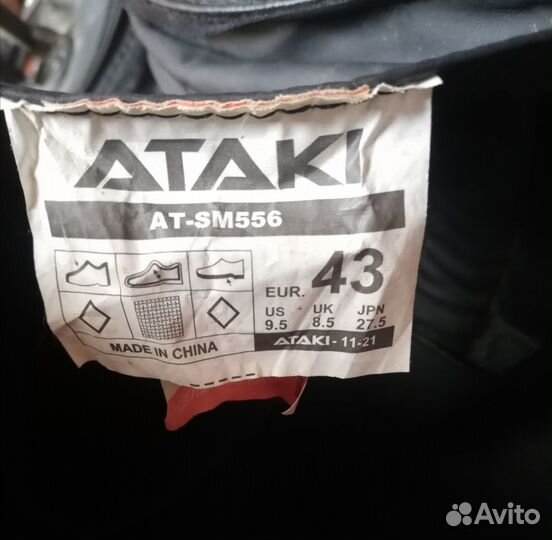 ATAKI
AT-SM556
EUR. 43
US UK JPN
9.5 8.5 27.5
MADE IN CHINA
ATAKI - 11-21
Avito